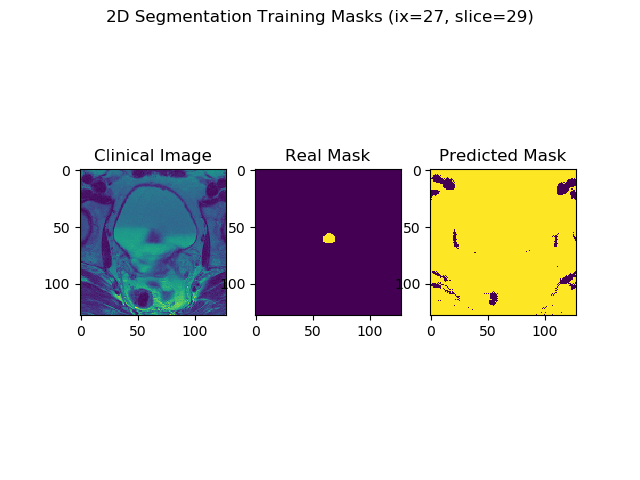 2D Segmentation Training Masks (ix=27, slice=29)
Clinical Image Real Mask Predicted Mask
0 0 0
50 50 50
100 100 100
0 50 100 0 50 100 0 50 100